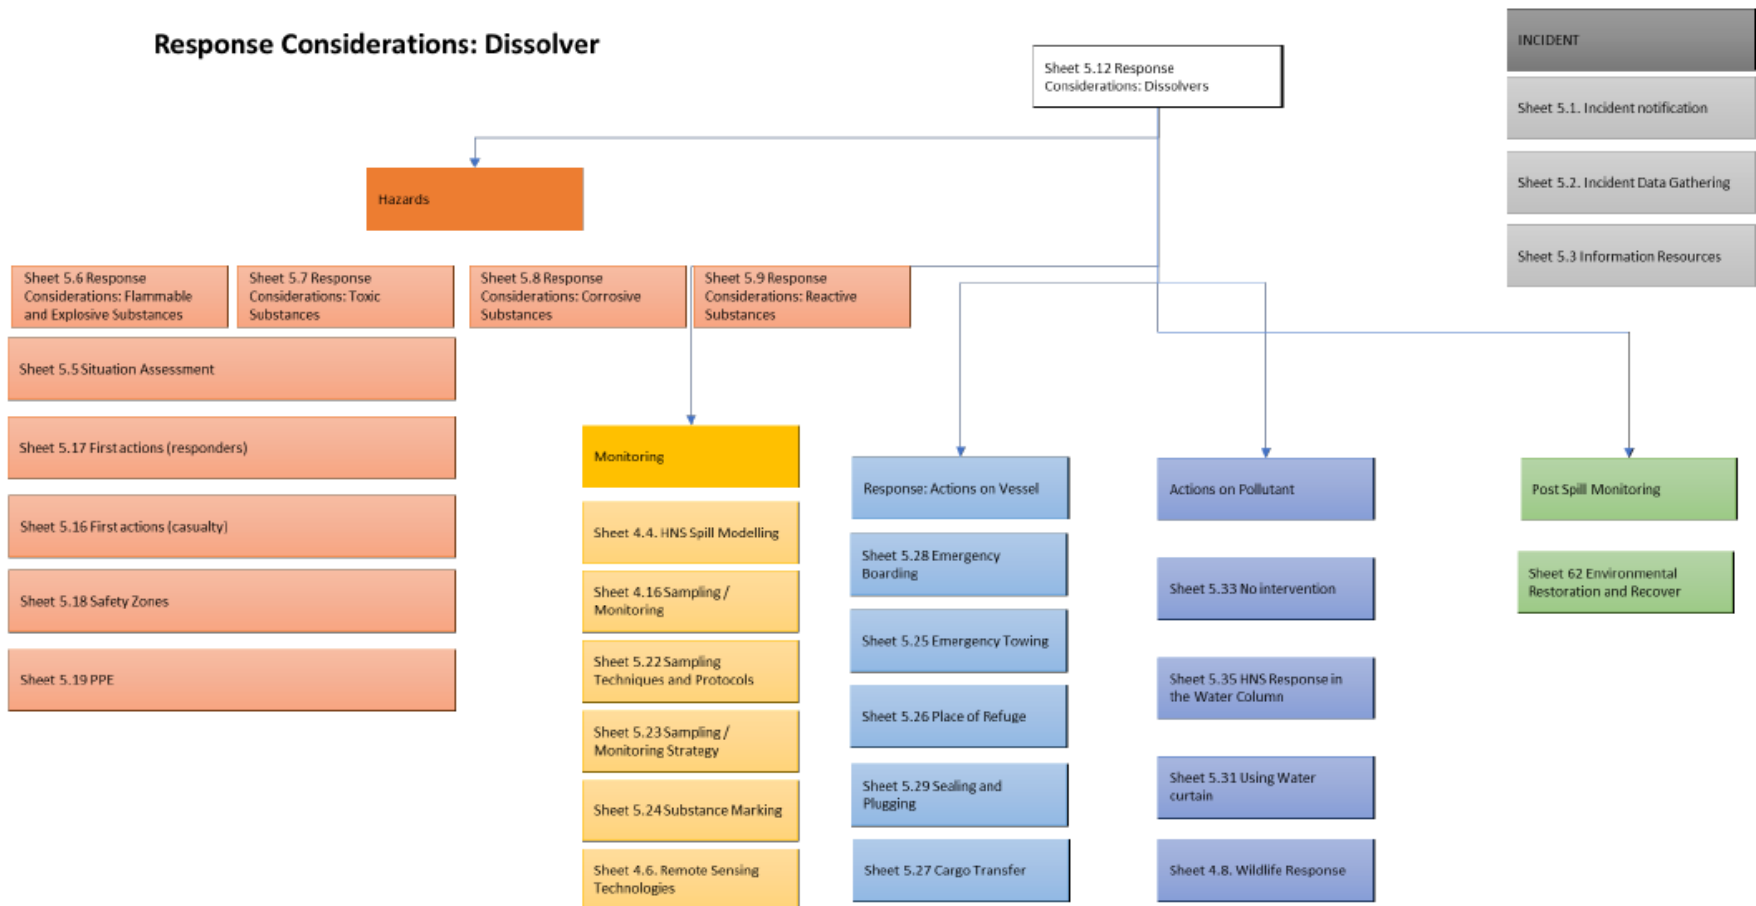 Response Considerations: Dissolver
Sheet 5.12 Response
Considerations: Dissolvers
INCIDENT
Sheet 5.1. Incident notification
Sheet 5.2. Incident Data Gathering
Sheet 5.3 Information Resources
Hazards
Sheet 5.6 Response
Considerations: Flammable
and Explosive Substances
Sheet 5.7 Response
Considerations: Toxic
Substances
Sheet 5.8 Response
Considerations: Corrosive
Substances
Sheet 5.9 Response
Considerations: Reactive
Substances
Sheet 5.5 Situation Assessment
Sheet 5.17 First actions (responders)
Sheet 5.16 First actions (casualty)
Sheet 5.18 Safety Zones
Sheet 5.19 PPE
Monitoring
Sheet 4.4. HNS Spill Modelling
Sheet 4.16 Sampling /
Monitoring
Sheet 5.22 Sampling
Techniques and Protocols
Sheet 5.23 Sampling /
Monitoring Strategy
Sheet 5.24 Substance Marking
Sheet 4.6. Remote Sensing
Technologies
Response: Actions on Vessel
Sheet 5.28 Emergency
Boarding
Sheet 5.25 Emergency Towing
Sheet 5.26 Place of Refuge
Sheet 5.29 Sealing and
Plugging
Sheet 5.27 Cargo Transfer
Actions on Pollutant
Sheet 5.33 No intervention
Sheet 5.35 HNS Response in
the Water Column
Sheet 5.31 Using Water
curtain
Sheet 4.8. Wildlife Response
Post Spill Monitoring
Sheet 62 Environmental
Restoration and Recover